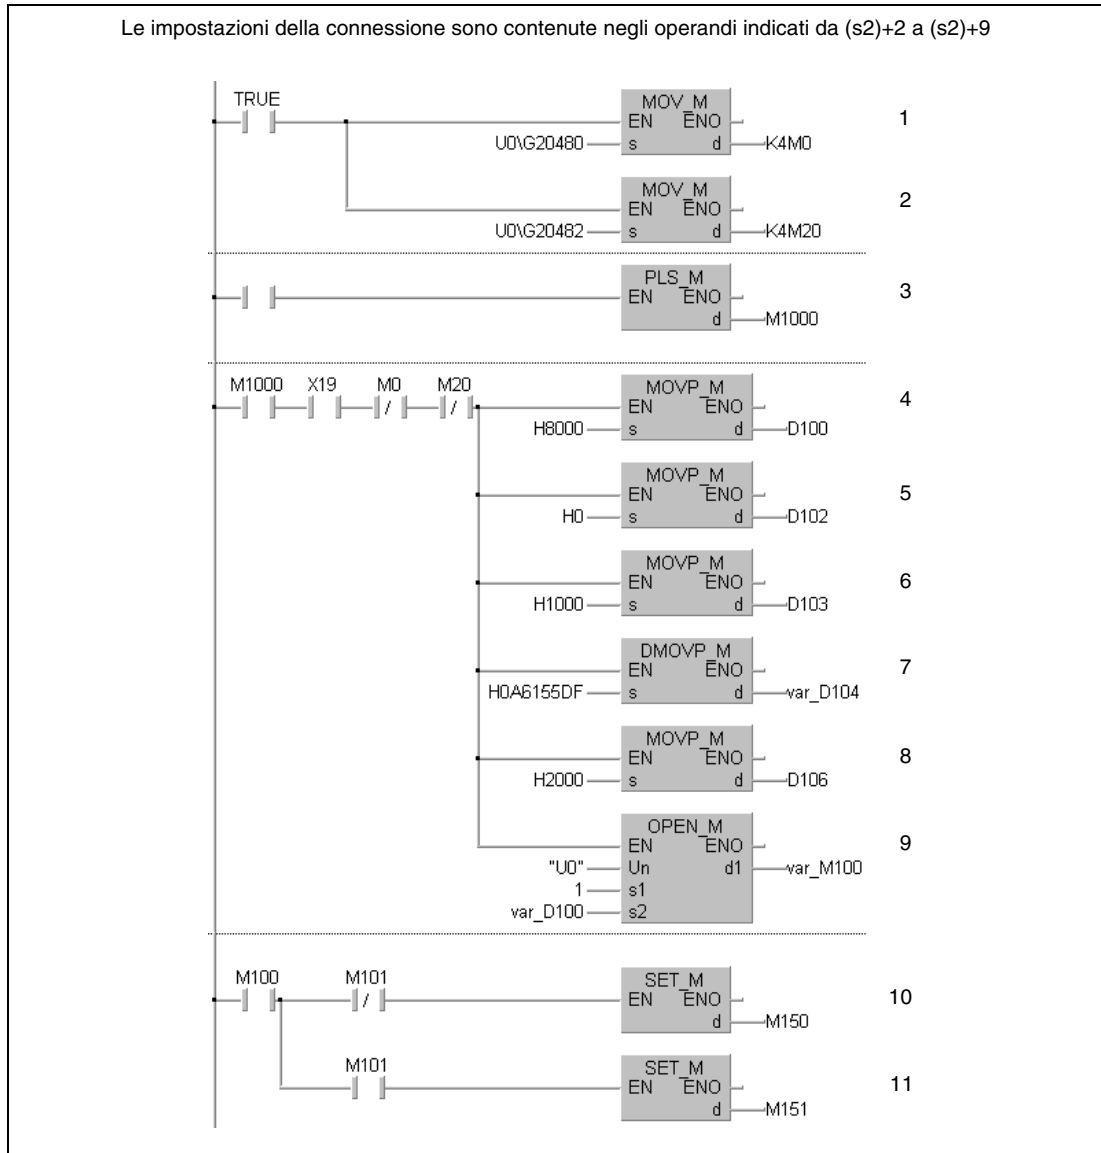 Le impostazioni della connessione sono contenute negli operandi indicati da (s2)+2 a (s2)+9
TRUE
MOV_M
EN ENO
U0\G20480 s d K4M0
1
MOV_M
EN ENO
U0\G20482 s d K4M20
2
PLS_M
EN ENO
d M1000
3
M1000 X19 M0 M20
MOVP_M
EN ENO
H8000 s d D100
4
MOVP_M
EN ENO
H0 s d D102
5
MOVP_M
EN ENO
H1000 s d D103
6
DMOVP_M
EN ENO
H0A6155DF s d var_D104
7
MOVP_M
EN ENO
H2000 s d D106
8
OPEN_M
EN ENO
"U0" Un d1 var_M100
1 s1
var_D100 s2
9
M100 M101
SET_M
EN ENO
d M150
10
M101
SET_M
EN ENO
d M151
11